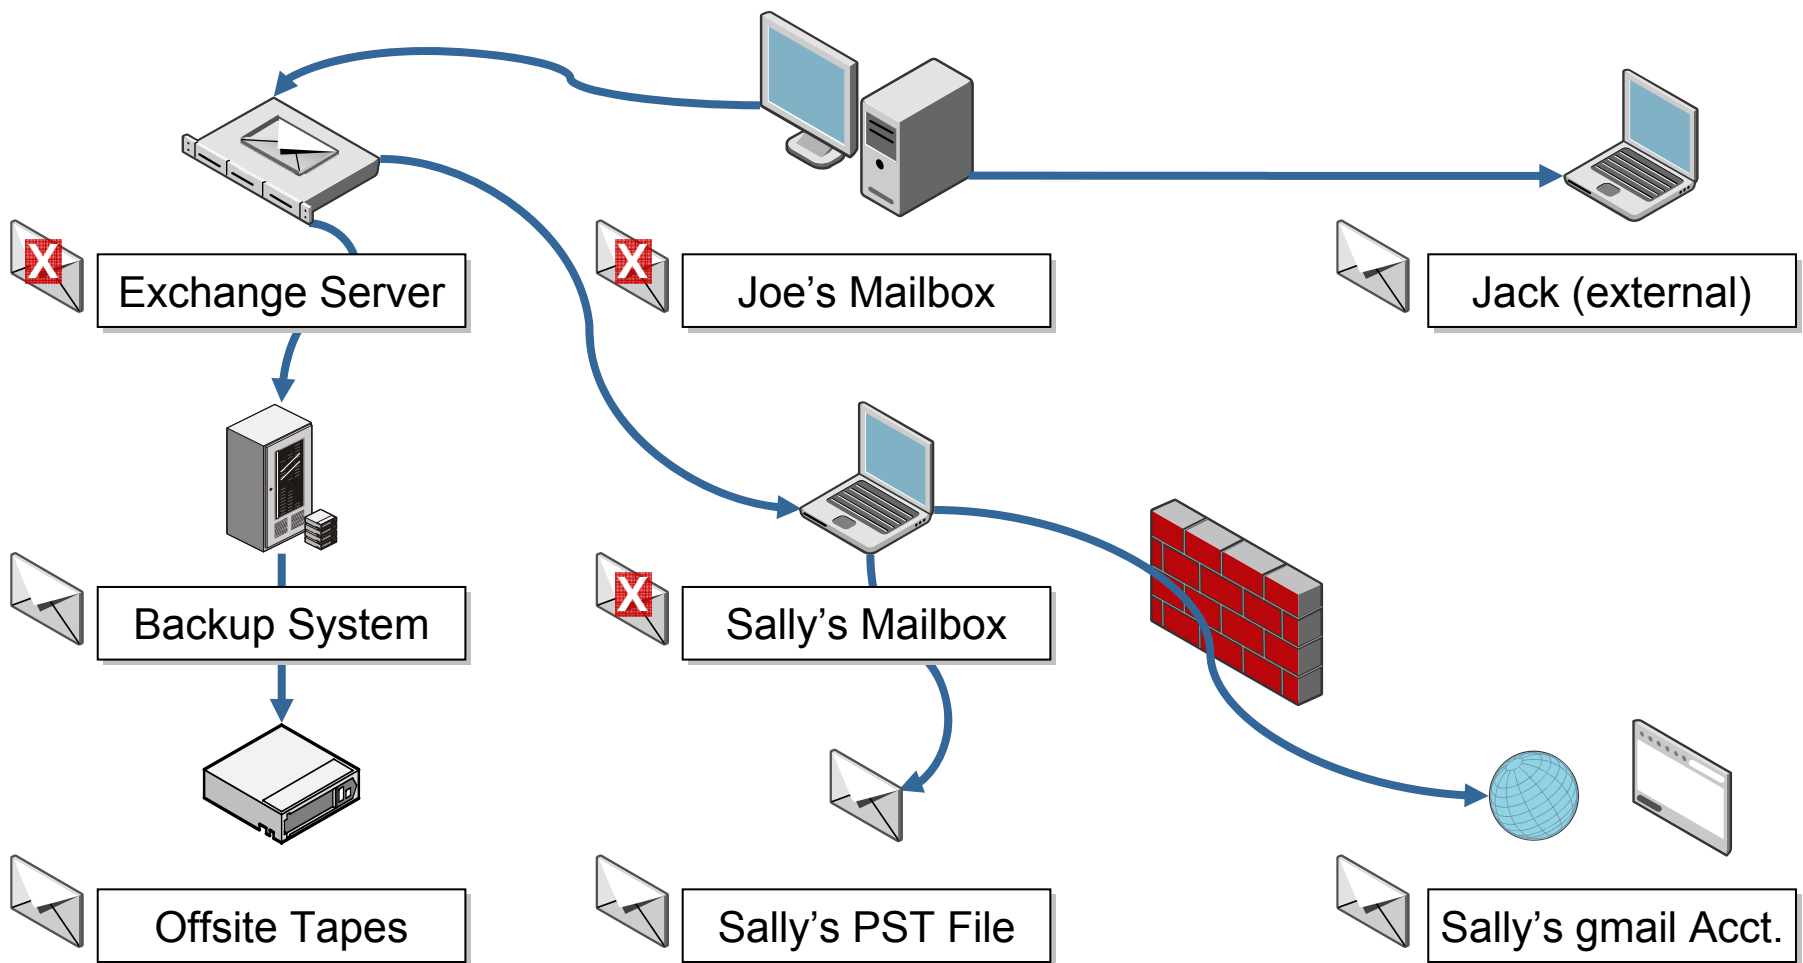 X
Exchange Server
X
Joe's Mailbox
Jack (external)
Backup System
X
Sally's Mailbox
Offsite Tapes
Sally's PST File
Sally's gmail Acct.